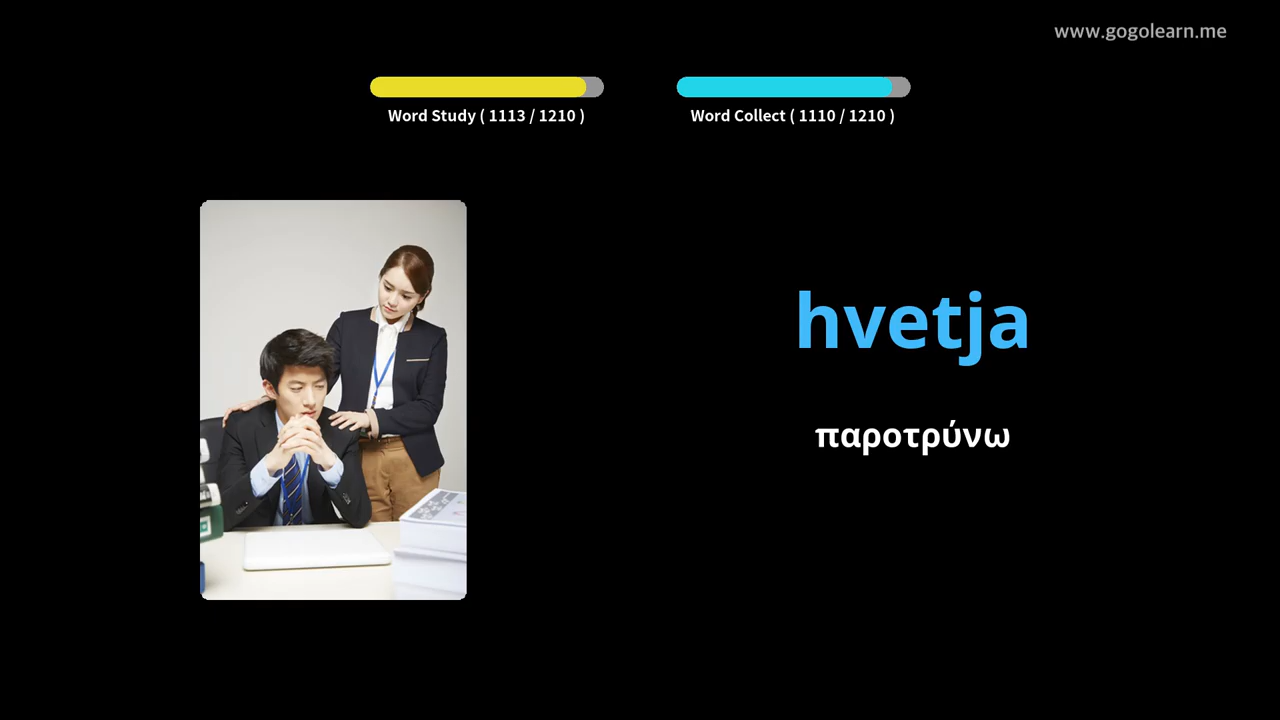 www.gogolearn.me
Word Study ( 1113 / 1210 )
Word Collect ( 1110 / 1210 )
hvetja
παροτρύνω